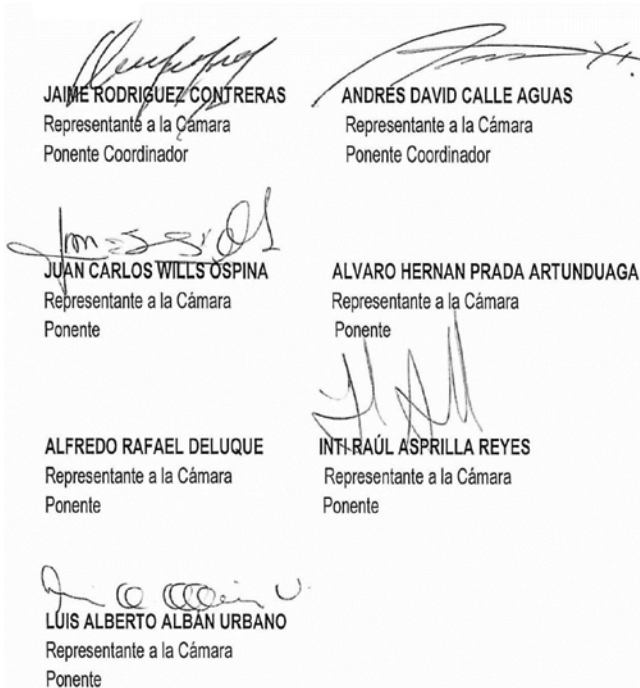 JAIME RODRIGUEZ CONTRERAS
Representante a la Cámara
Ponente Coordinador
ANDRÉS DAVID CALLE AGUAS
Representante a la Cámara
Ponente Coordinador
JUAN CARLOS WILLS OSPINA
Representante a la Cámara
Ponente
ALVARO HERNAN PRADA ARTUNDUAGA
Representante a la Cámara
Ponente
ALFREDO RAFAEL DELUQUE
Representante a la Cámara
Ponente
INTI RAÚL ASPRILLA REYES
Representante a la Cámara
Ponente
LUIS ALBERTO ALBÁN URBANO
Representante a la Cámara
Ponente